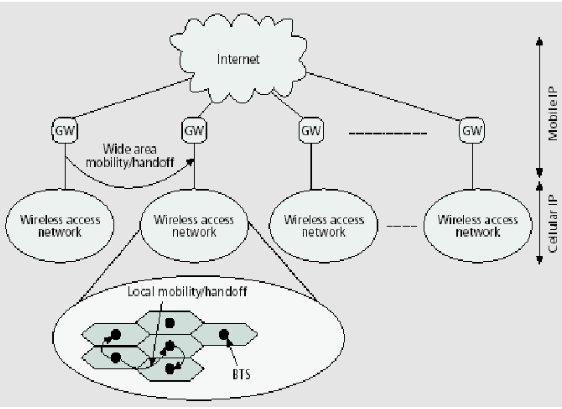 Internet
GW
GW
GW
GW
Mobile IP
Wide area
mobility/handoff
Wireless access
network
Wireless access
network
Wireless access
network
Wireless access
network
Cellular IP
Local mobility/handoff
BTS